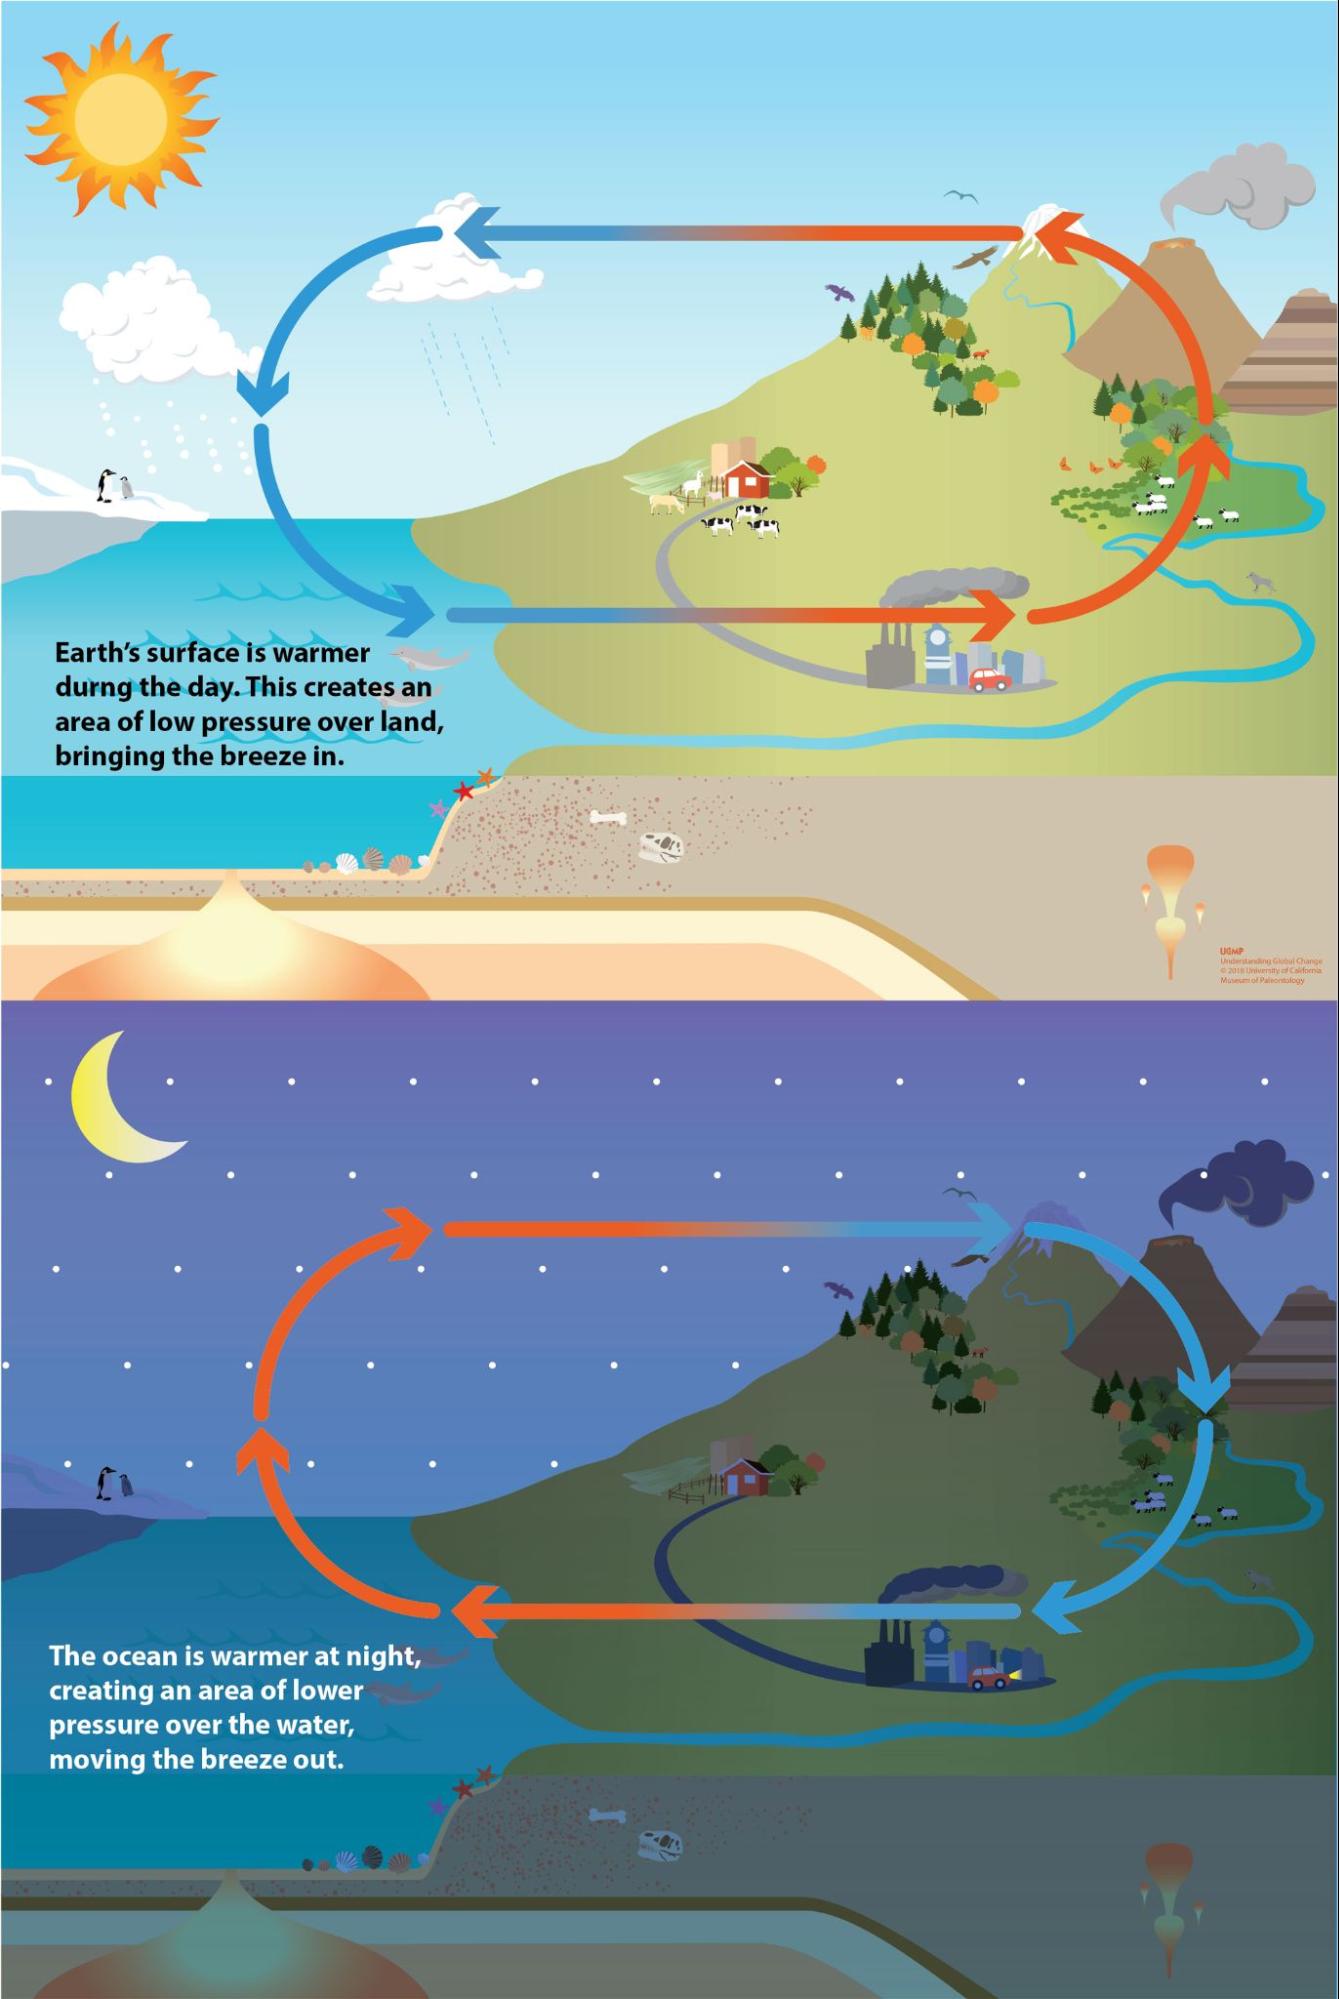 Earth's surface is warmer
durng the day. This creates an
area of low pressure over land,
bringing the breeze in.
UGMP
Understanding Global Change
© 2018 University of California
Museum of Paleontology
The ocean is warmer at night,
creating an area of lower
pressure over the water,
moving the breeze out.